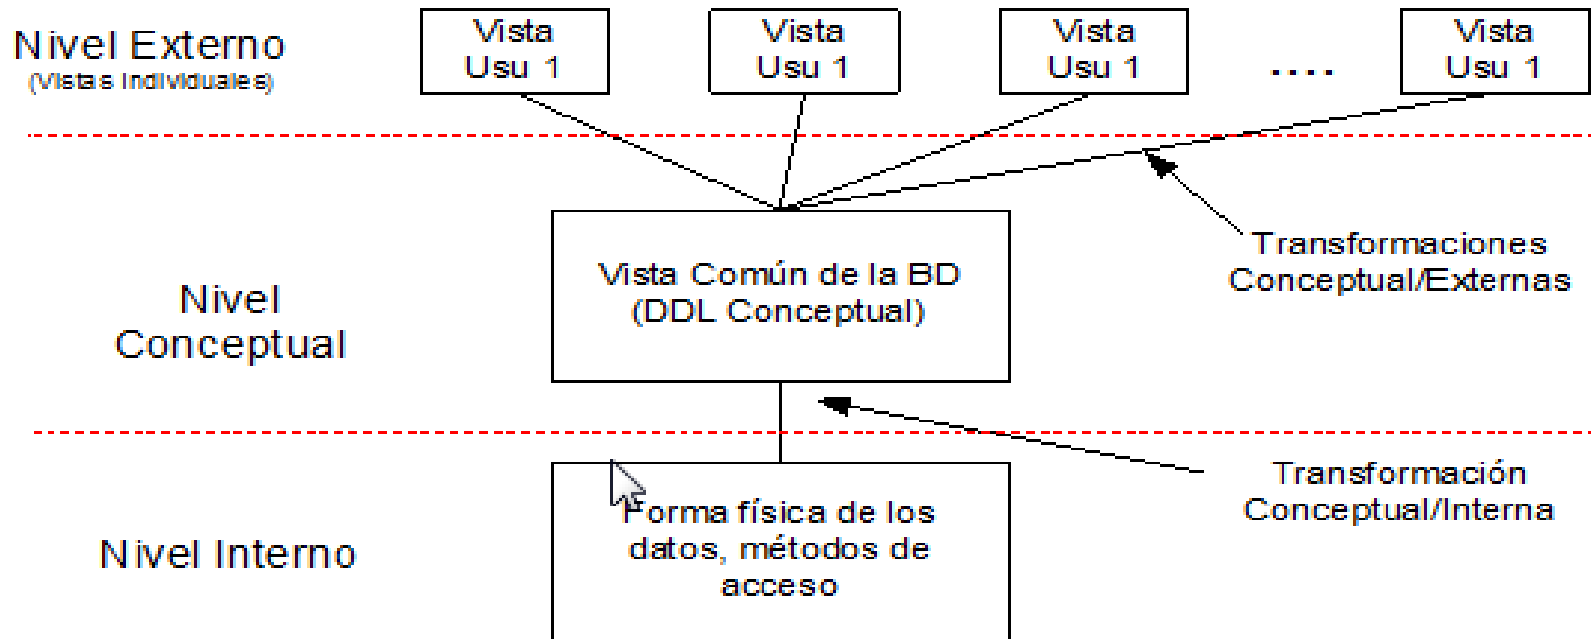 Nivel Externo
(Vistas Individuales)
Vista
Usu 1
Vista
Usu 1
Vista
Usu 1
....
Vista
Usu 1
Transformaciones
Conceptual/Externas
Nivel
Conceptual
Vista Común de la BD
(DDL Conceptual)
Transformación
Conceptual/Interna
Nivel Interno
Forma física de los
datos, métodos de
acceso